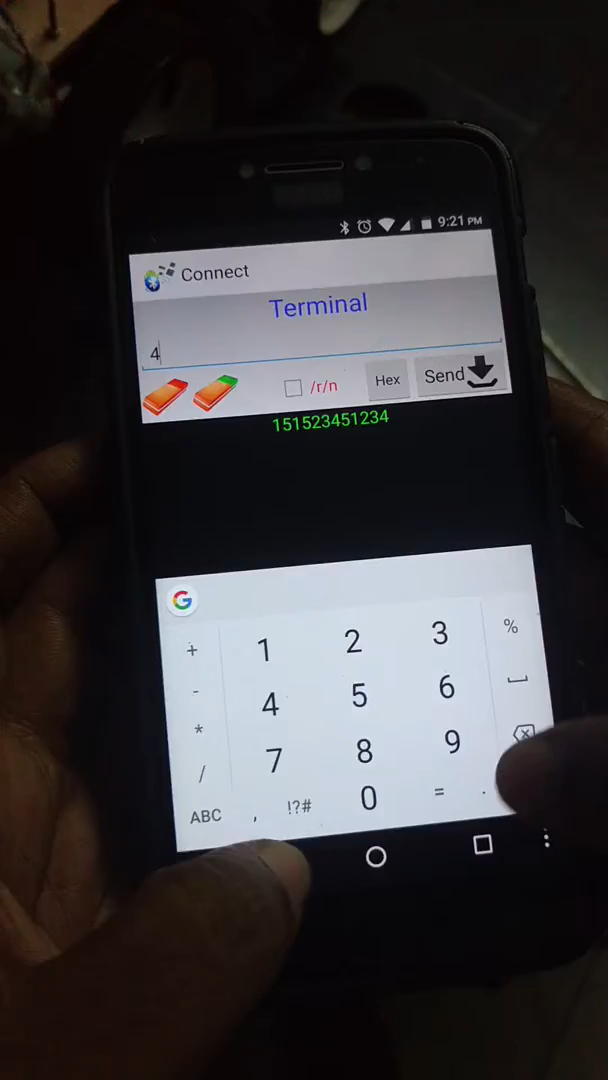 9:21 PM
Connect
Terminal
4
/r/n
Hex
Send
151523451234
G
+ 1 2 3 %
- 4 5 6
* 7 8 9
/
ABC , !?# 0 = .